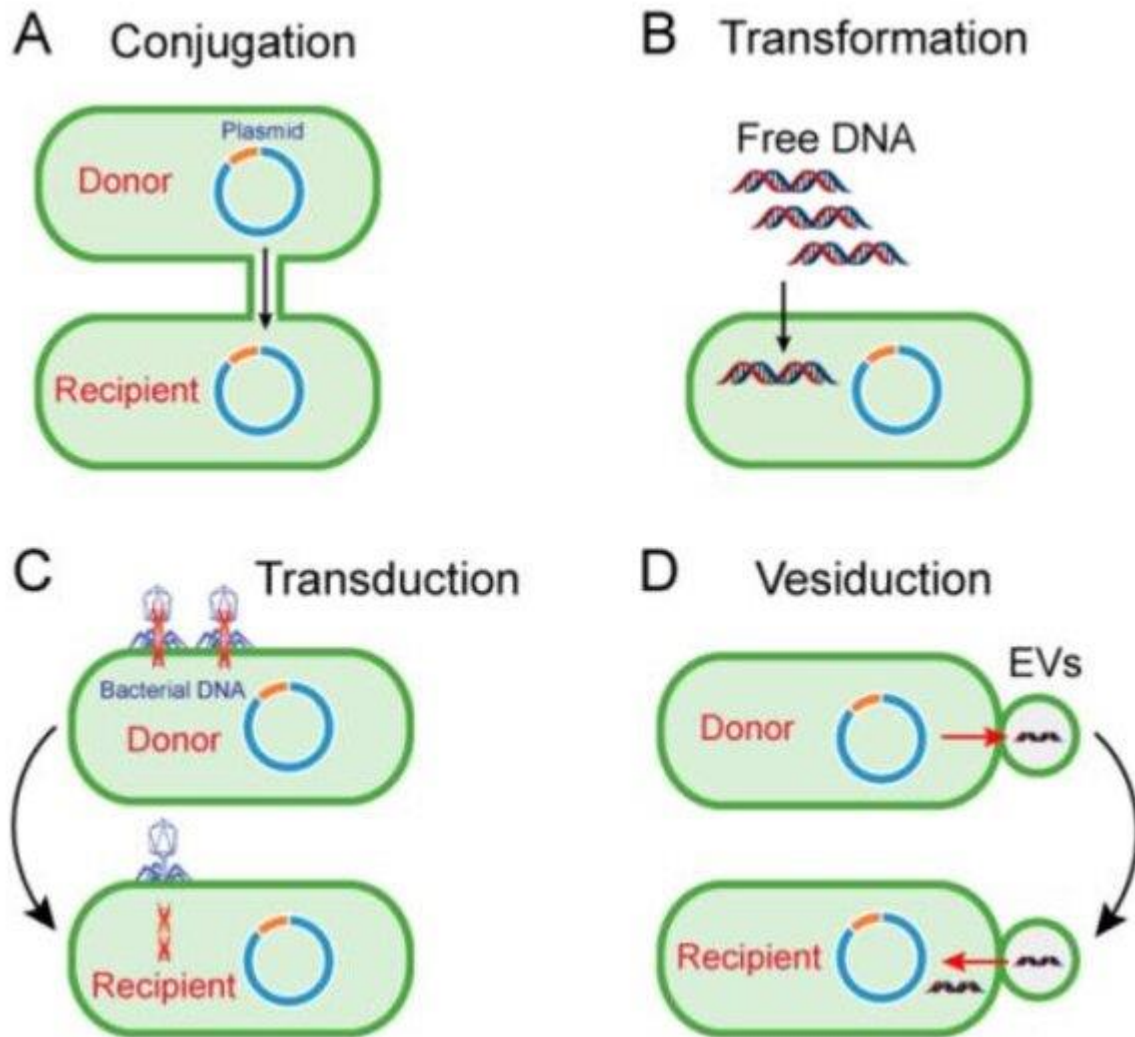 A Conjugation
Plasmid
Donor
Recipient
B Transformation
Free DNA
C Transduction
Bacterial DNA
Donor
Recipient
D Vesiduction
EVs
Donor
Recipient